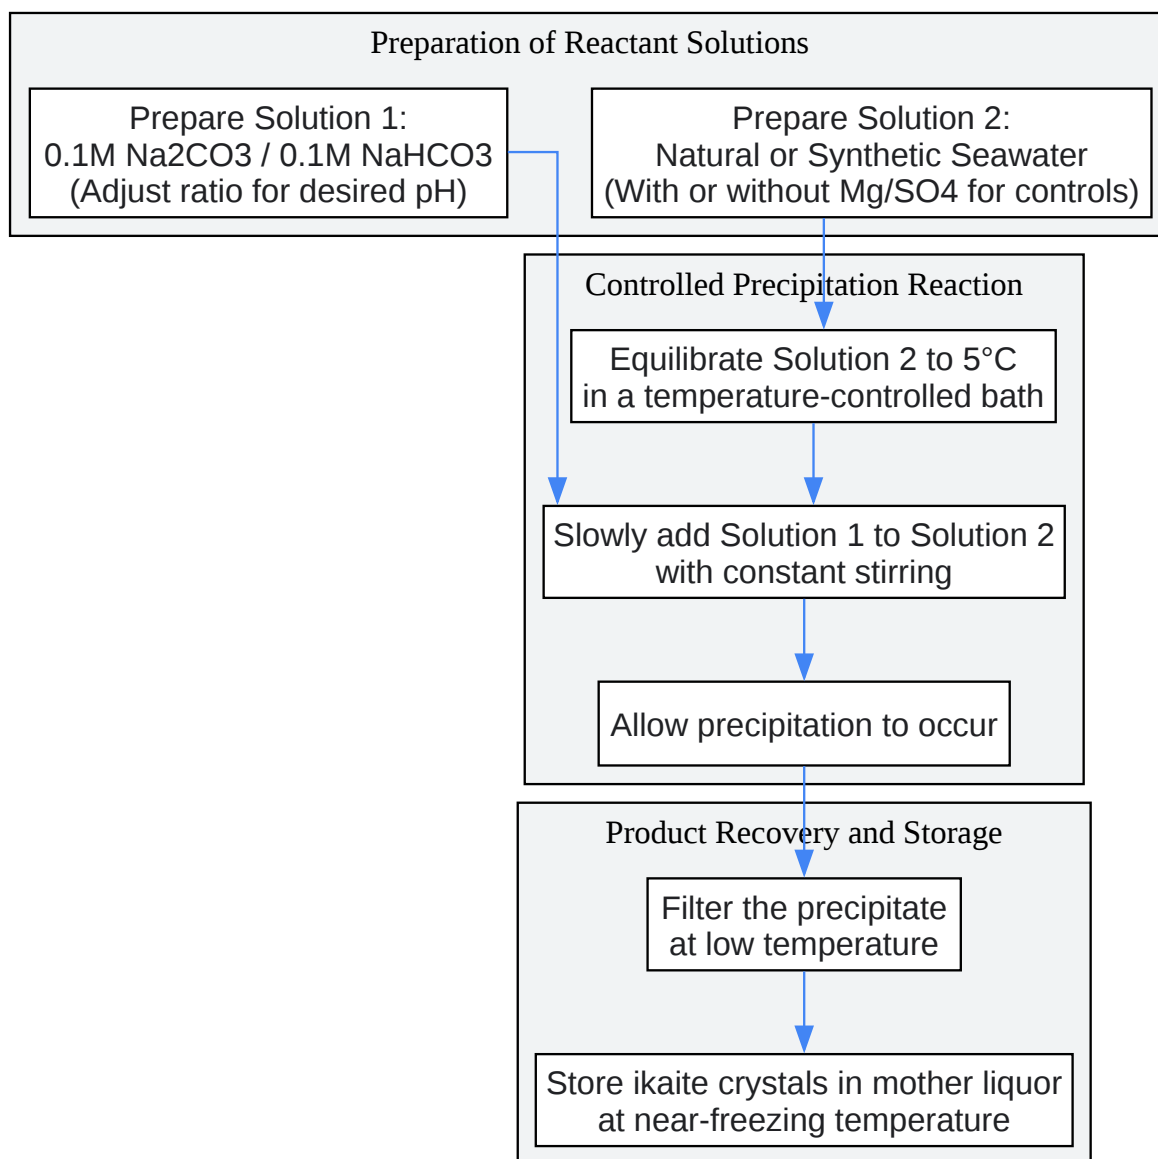 Preparation of Reactant Solutions
Prepare Solution 1:
0.1M Na2CO3 / 0.1M NaHCO3
(Adjust ratio for desired pH)
Prepare Solution 2:
Natural or Synthetic Seawater
(With or without Mg/SO4 for controls)
Controlled Precipitation Reaction
Equilibrate Solution 2 to 5°C
in a temperature-controlled bath
Slowly add Solution 1 to Solution 2
with constant stirring
Allow precipitation to occur
Product Recovery and Storage
Filter the precipitate
at low temperature
Store ikaite crystals in mother liquor
at near-freezing temperature